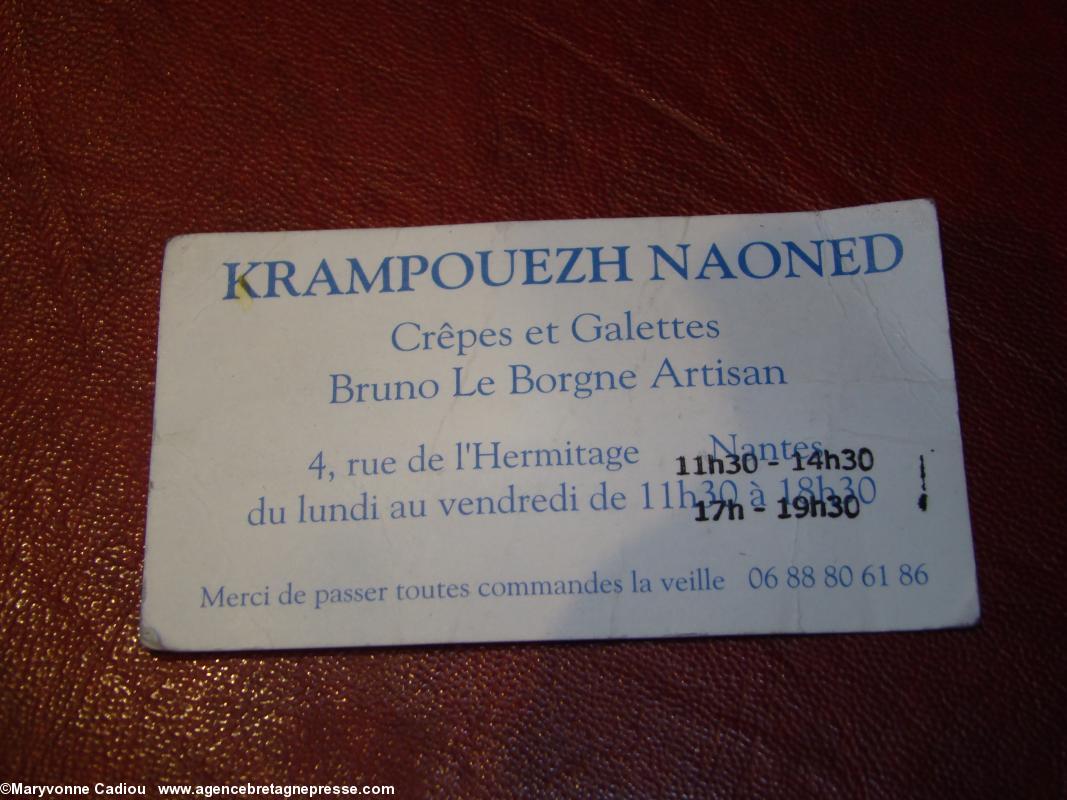 KRAMPOUEZH NAONED
Crêpes et Galettes
Bruno Le Borgne Artisan
4, rue de l'Hermitage Nantes
11h30 - 14h30
du lundi au vendredi de 11h30 à 18h30
17h - 19h30
Merci de passer toutes commandes la veille 06 88 80 61 86
©Maryvonne Cadiou www.agencebretagnepresse.com